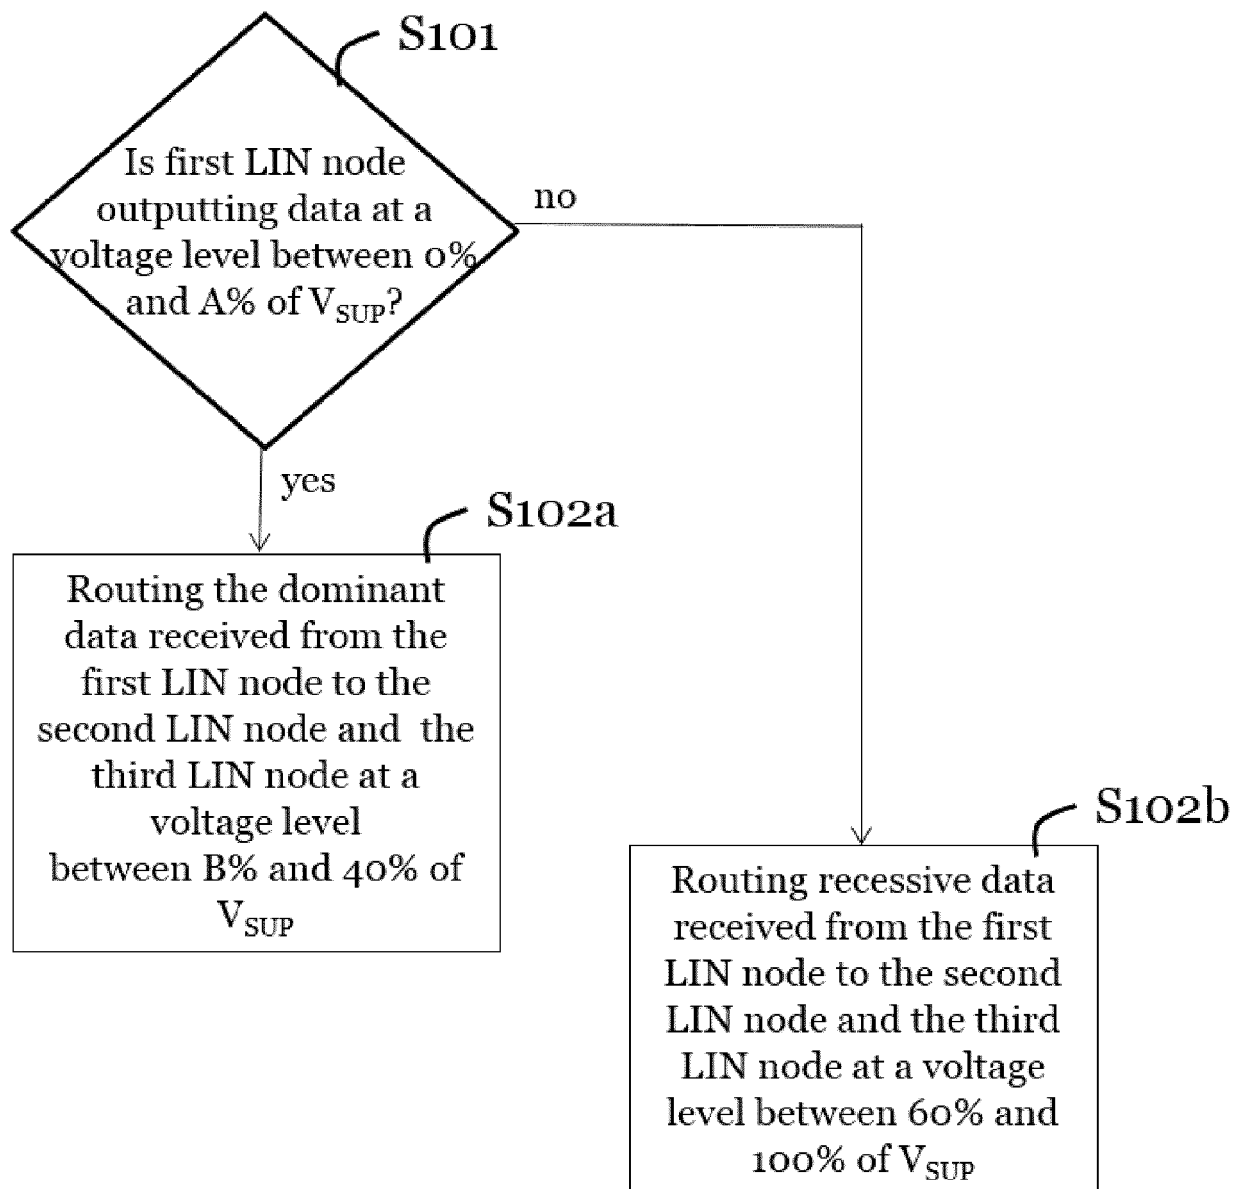 S101
Is first LIN node
outputting data at a
voltage level between 0%
and A% of VSUP?
no
yes
S102a
Routing the dominant
data received from the
first LIN node to the
second LIN node and the
third LIN node at a
voltage level
between B% and 40% of
VSUP
S102b
Routing recessive data
received from the first
LIN node to the second
LIN node and the third
LIN node at a voltage
level between 60% and
100% of VSUP